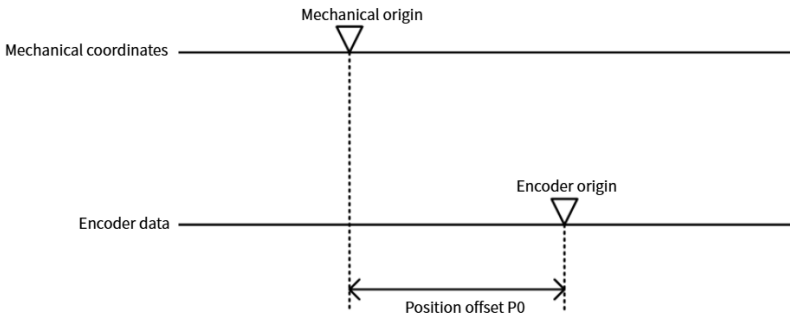 Mechanical origin
Mechanical coordinates
Encoder origin
Encoder data
Position offset P0